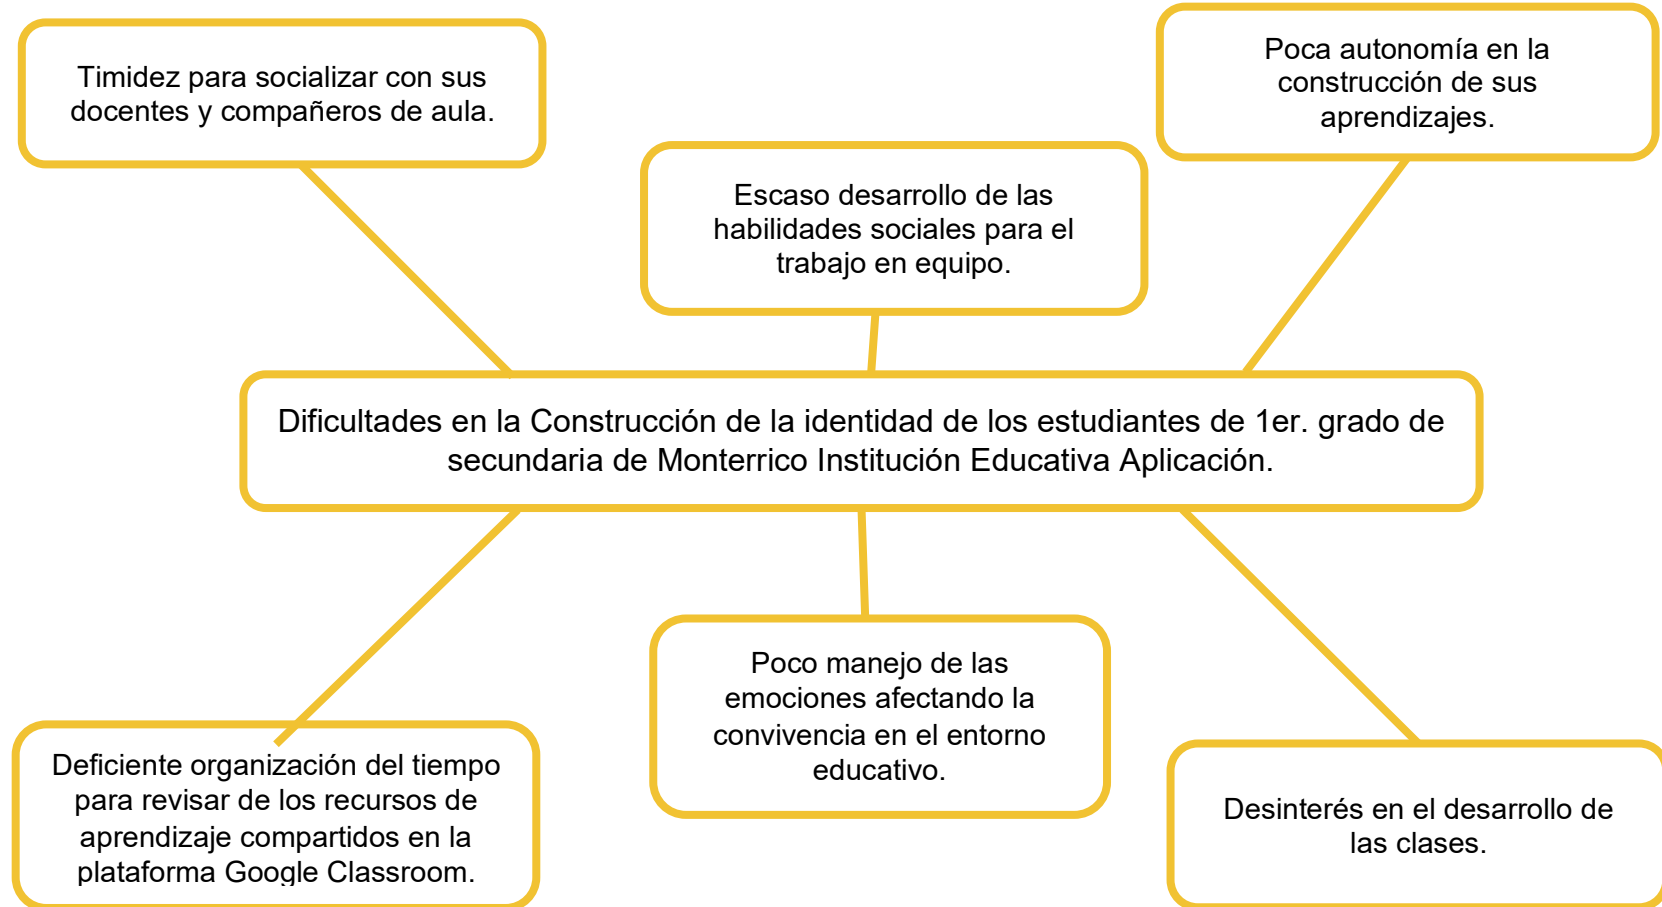 Timidez para socializar con sus
docentes y compañeros de aula.
Poca autonomía en la
construcción de sus
aprendizajes.
Escaso desarrollo de las
habilidades sociales para el
trabajo en equipo.
Dificultades en la Construcción de la identidad de los estudiantes de 1er. grado de
secundaria de Monterrico Institución Educativa Aplicación.
Deficiente organización del tiempo
para revisar de los recursos de
aprendizaje compartidos en la
plataforma Google Classroom.
Poco manejo de las
emociones afectando la
convivencia en el entorno
educativo.
Desinterés en el desarrollo de
las clases.